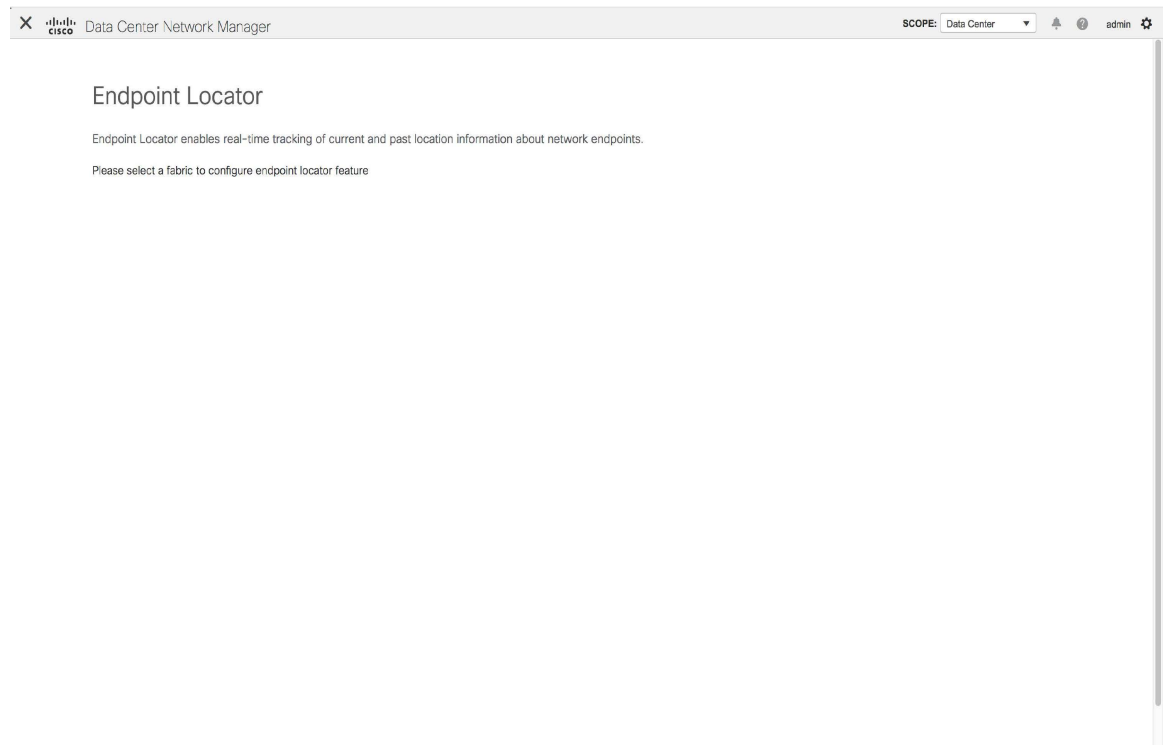 CISCO Data Center Network Manager SCOPE: Data Center admin
Endpoint Locator
Endpoint Locator enables real-time tracking of current and past location information about network endpoints.
Please select a fabric to configure endpoint locator feature